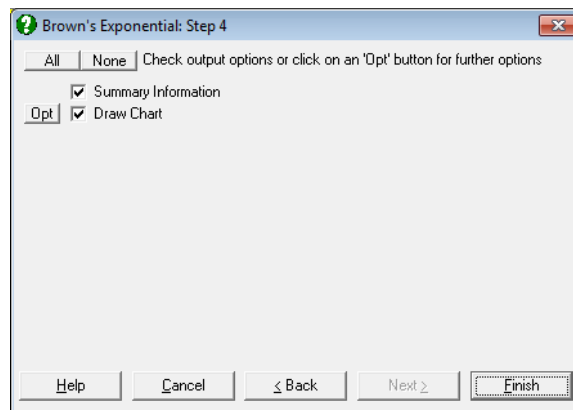 Brown's Exponential: Step 4
All None Check output options or click on an 'Opt' button for further options
Summary Information
Opt Draw Chart
Help Cancel < Back Next > Finish